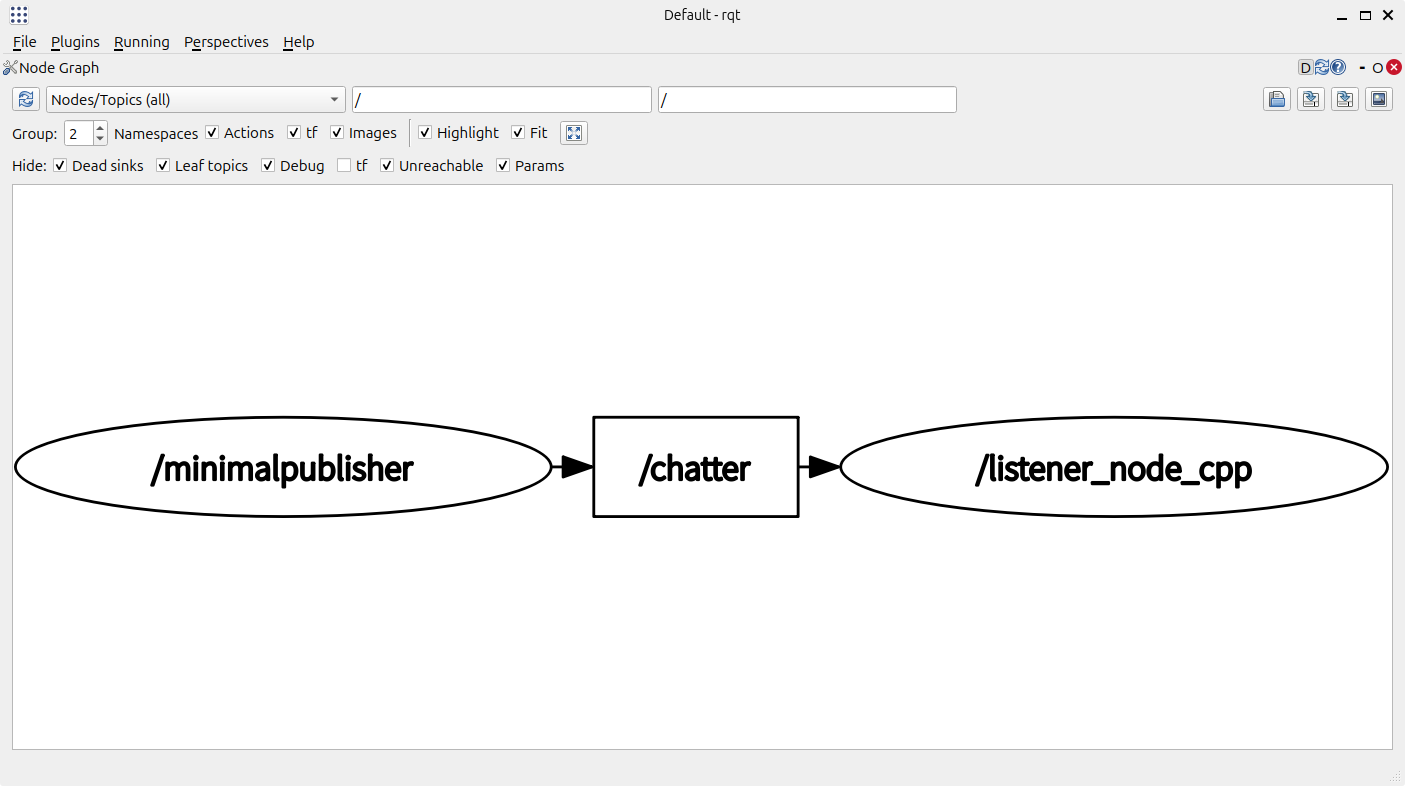 Default - rqt
File Plugins Running Perspectives Help
Node Graph D - O
Nodes/Topics (all) / /
Group: 2 Namespaces Actions tf Images Highlight Fit
Hide: Dead sinks Leaf topics Debug tf Unreachable Params
/minimalpublisher /chatter /listener_node_cpp